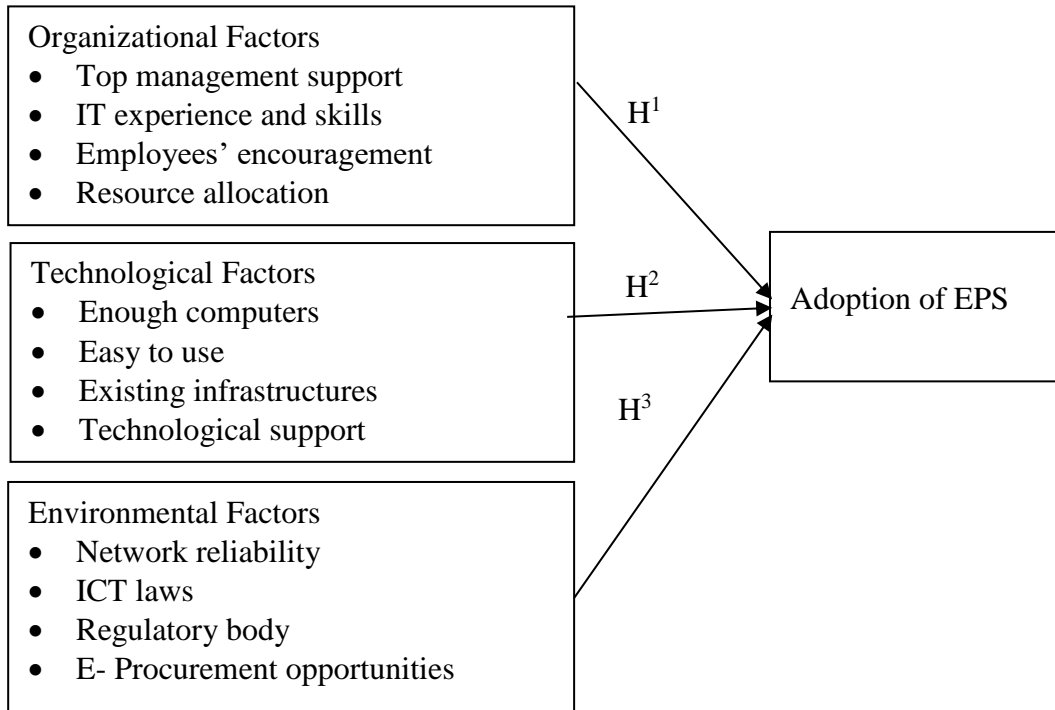 Organizational Factors
• Top management support
• IT experience and skills
• Employees’ encouragement
• Resource allocation
H¹
Technological Factors
• Enough computers
• Easy to use
• Existing infrastructures
• Technological support
H²
Adoption of EPS
H³
Environmental Factors
• Network reliability
• ICT laws
• Regulatory body
• E- Procurement opportunities